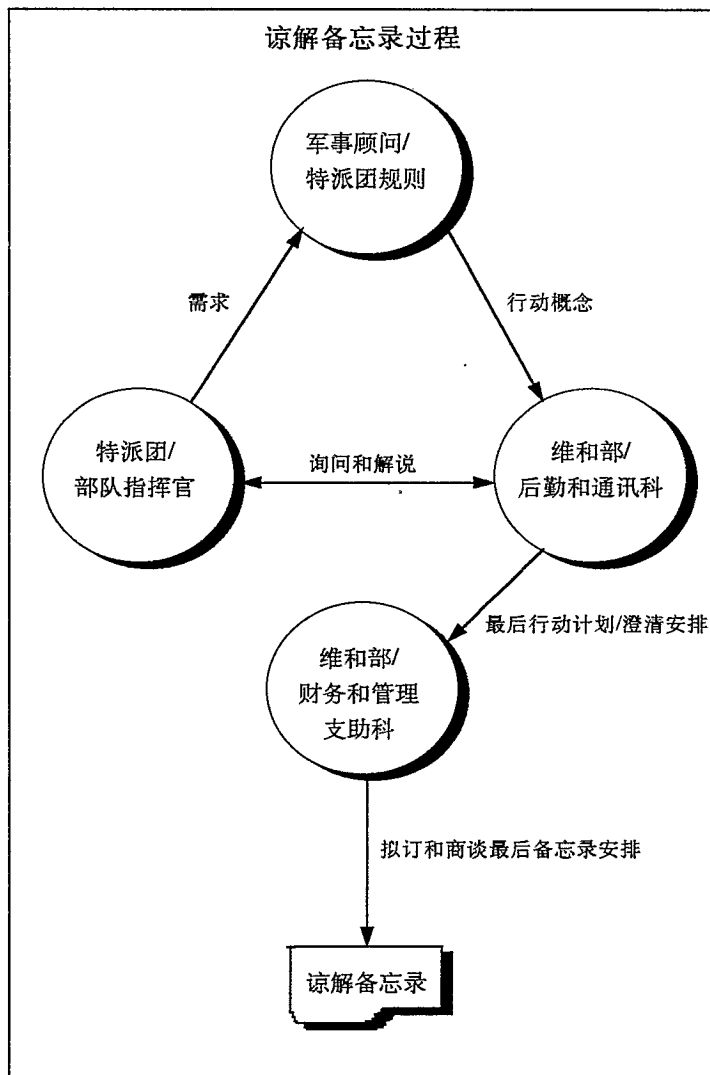 谅解备忘录过程
军事顾问/
特派团规则
需求
行动概念
特派团/
部队指挥官
询问和解说
维和部/
后勤和通讯科
最后行动计划/澄清安排
维和部/
财务和管理
支助科
拟订和商谈最后备忘录安排
谅解备忘录